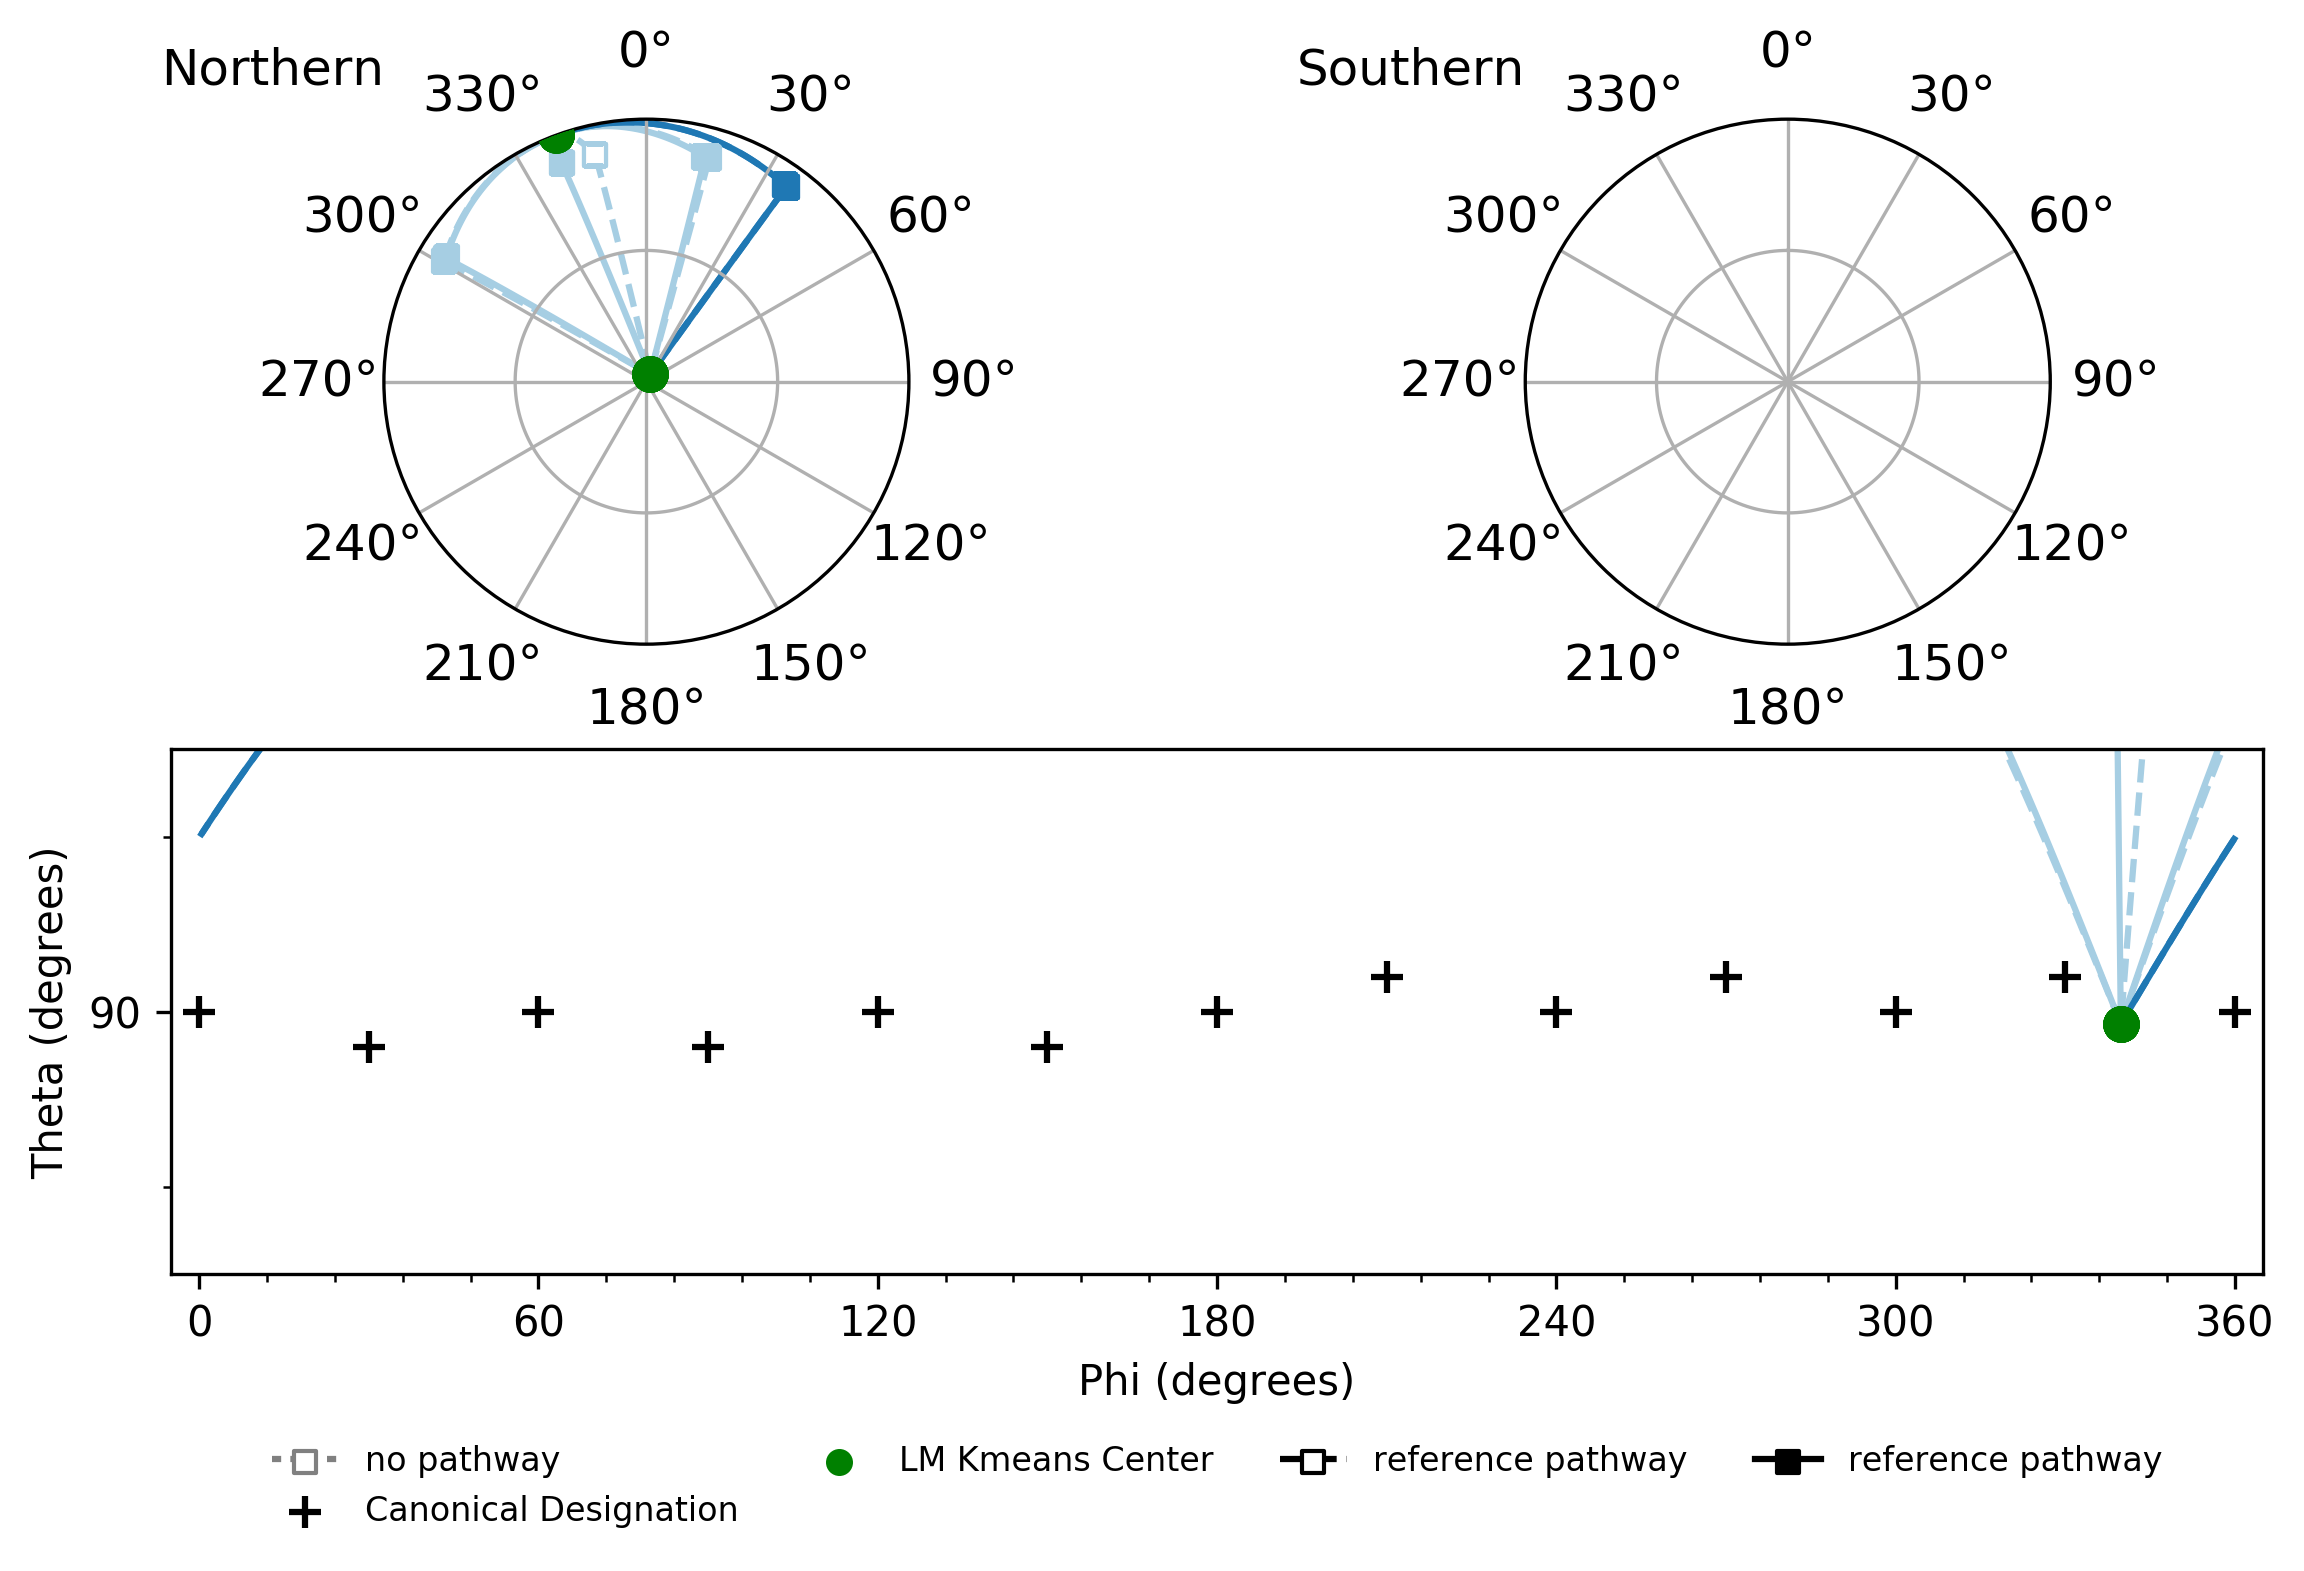 Northern
0°
30°
60°
90°
120°
150°
180°
210°
240°
270°
300°
330°
Southern
0°
30°
60°
90°
120°
150°
180°
210°
240°
270°
300°
330°
Theta (degrees)
90
0 60 120 180 240 300 360
Phi (degrees)
no pathway
Canonical Designation
LM Kmeans Center
reference pathway
reference pathway